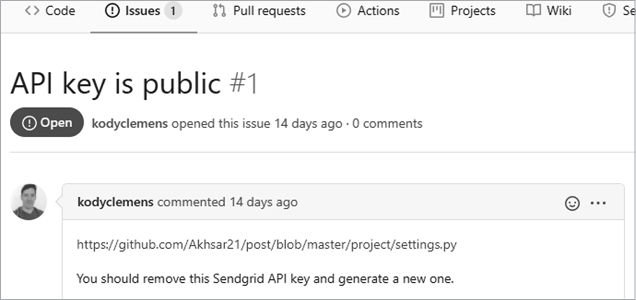 Code Issues 1 Pull requests Actions Projects Wiki Se
API key is public #1
Open kodyclemens opened this issue 14 days ago · 0 comments
kodyclemens commented 14 days ago
https://github.com/Akhsar21/post/blob/master/project/settings.py
You should remove this Sendgrid API key and generate a new one.